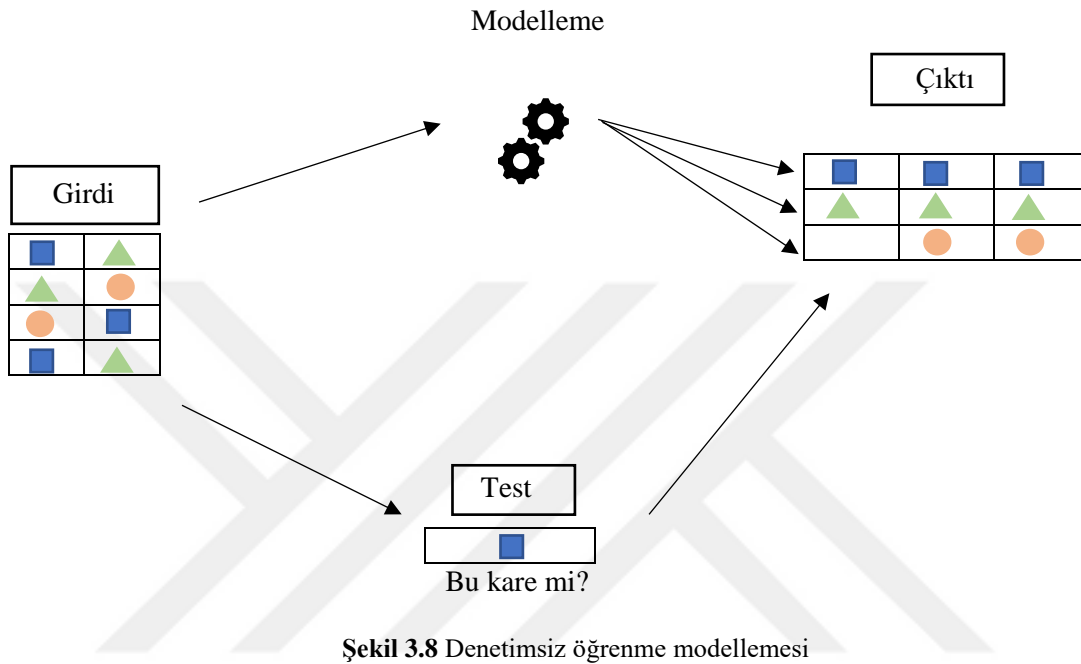 Modelleme
Çıktı
Girdi
Test
Bu kare mi?
Şekil 3.8 Denetimsiz öğrenme modellemesi